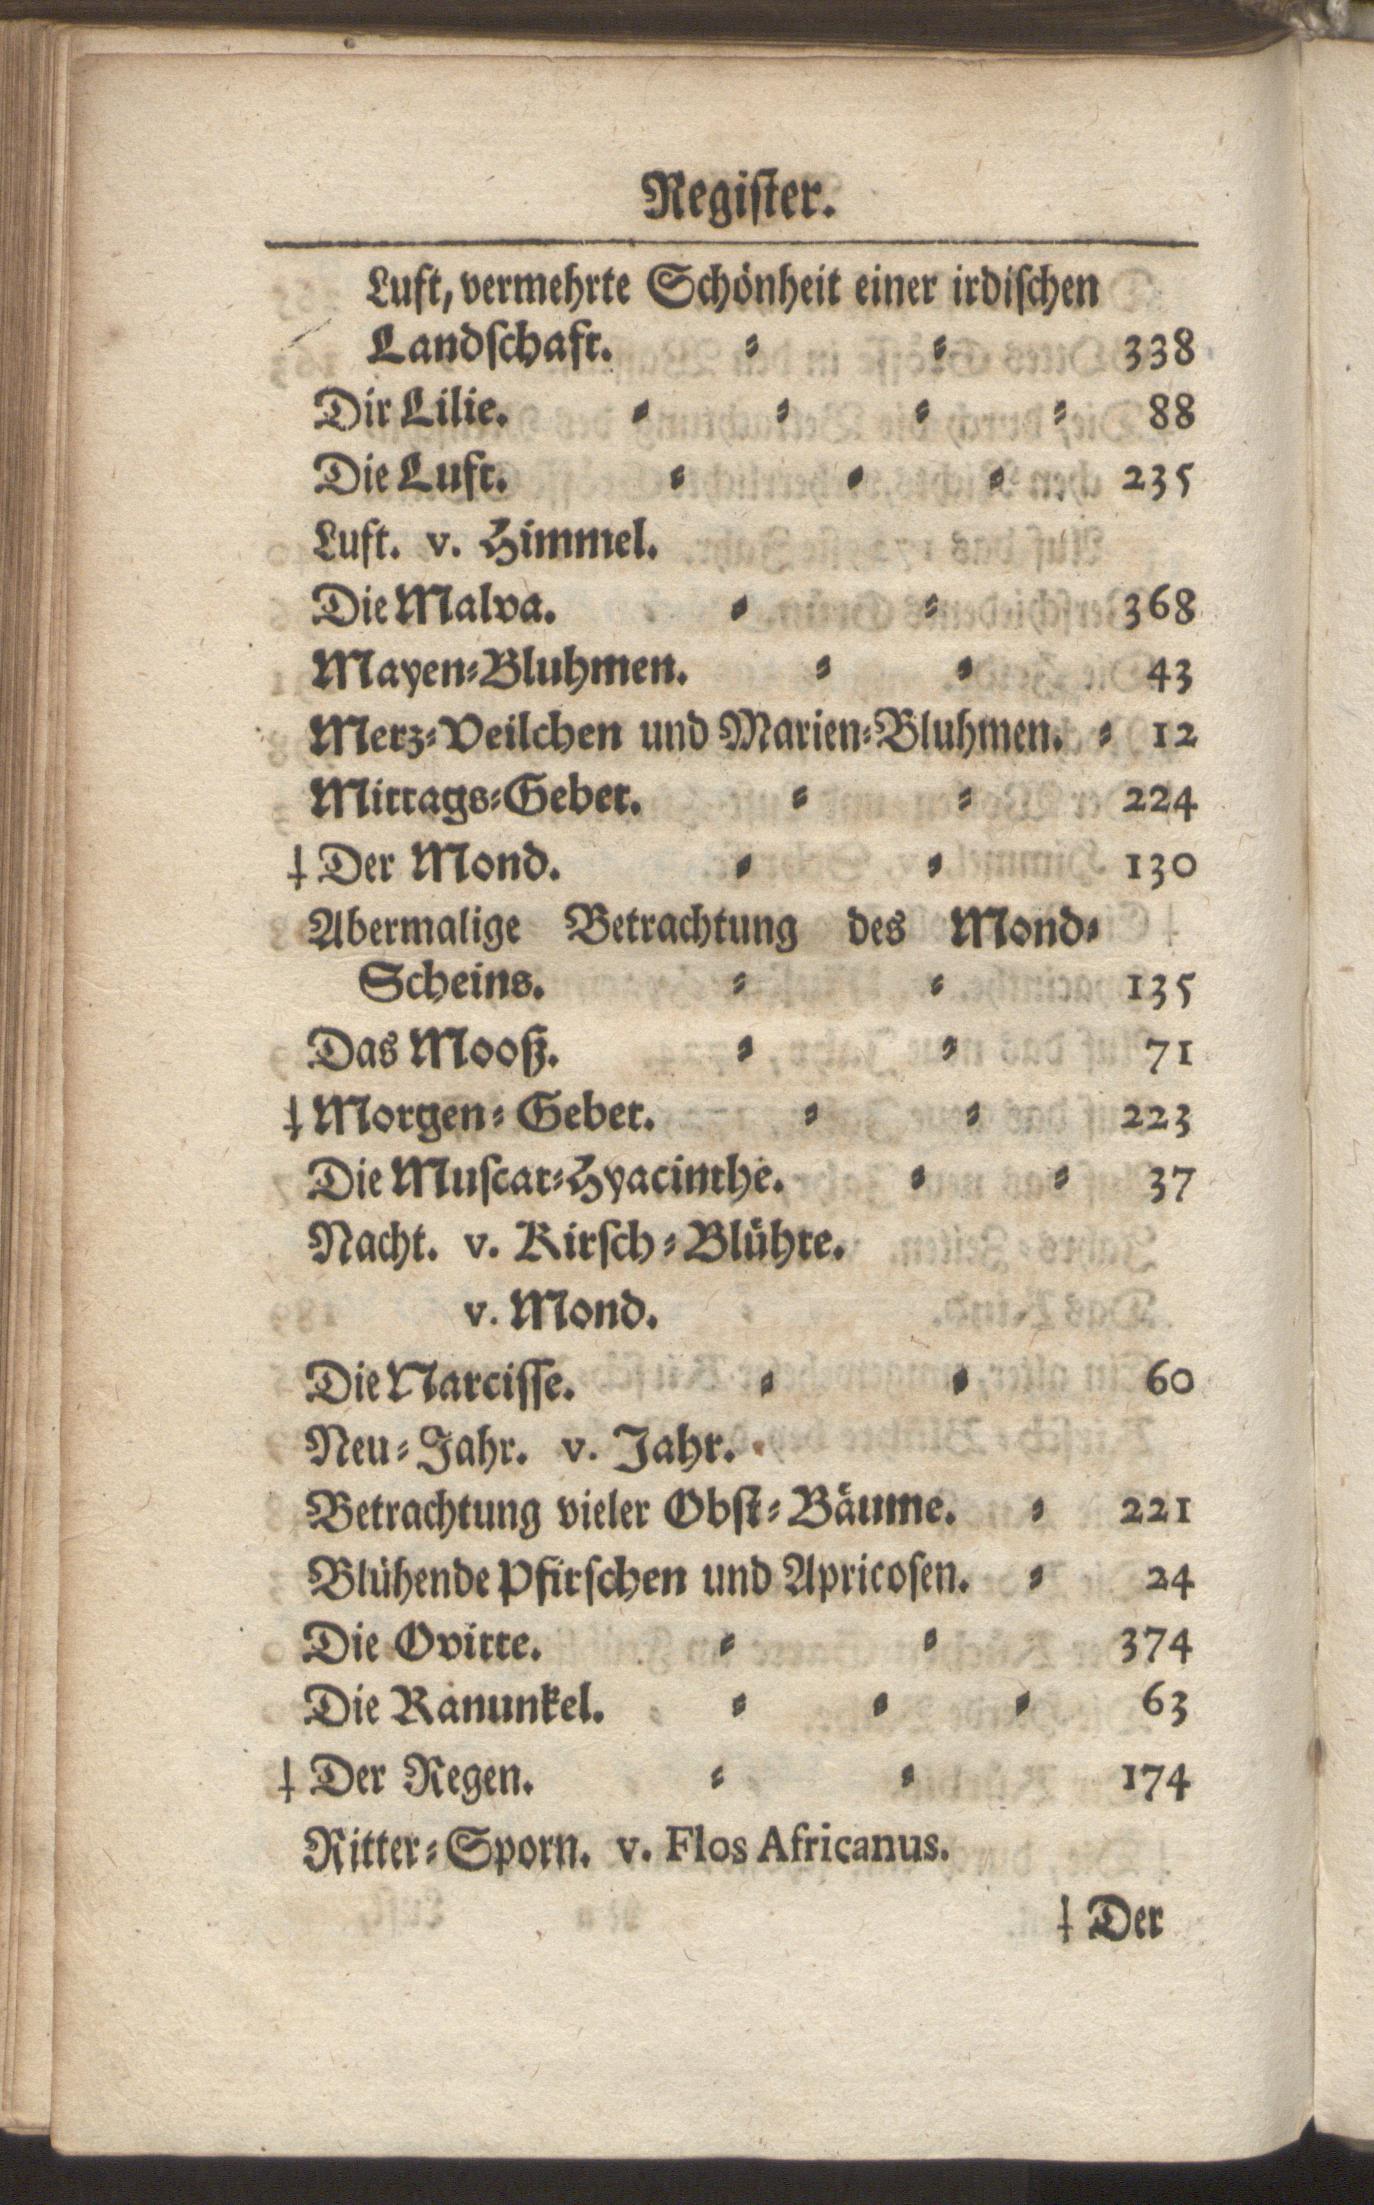 Regiſter.
Luft, vermehrte Schönheit einer irdiſchen
Landſchaft. ⸗ ⸗ 338
Dir Lilie. ⸗ ⸗ ⸗ ⸗ 88
Die Luft. ⸗ ⸗ ⸗ 235
Luft. v. Himmel.
Die Malva. ⸗ ⸗ 368
Mayen⸗Bluhmen. ⸗ ⸗ 43
Merz⸗Veilchen und Marien⸗Bluhmen. ⸗ 12
Mittags⸗Gebet. ⸗ ⸗ 224
† Der Mond. ⸗ ⸗ 130
Abermalige Betrachtung des Mond⸗
Scheins. ⸗ ⸗ 135
Das Mooß. ⸗ ⸗ 71
† Morgen⸗Gebet. ⸗ ⸗ 223
Die Muſcat⸗Hyacinthe. ⸗ ⸗ 37
Nacht. v. Kirſch⸗Blühte.
v. Mond.
Die Narciſſe. ⸗ ⸗ 60
Neu⸗Jahr. v. Jahr.
Betrachtung vieler Obſt⸗Bäume. ⸗ 221
Blühende Pfirſchen und Apricoſen. ⸗ 24
Die Qvitte. ⸗ ⸗ 374
Die Ranunkel. ⸗ ⸗ ⸗ 63
† Der Regen. ⸗ ⸗ 174
Ritter⸗Sporn. v. Flos Africanus.
† Der